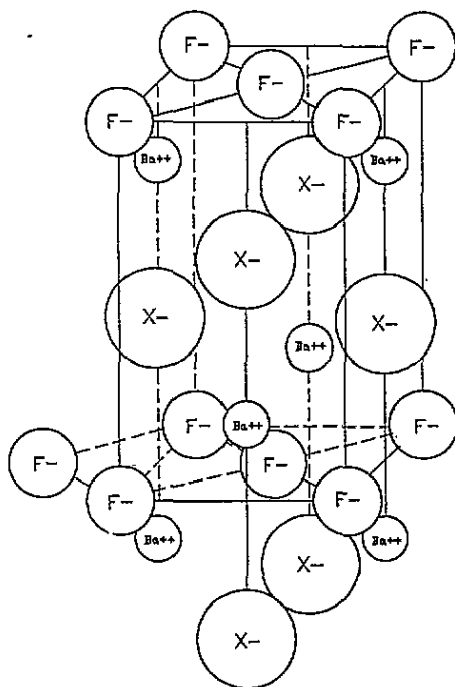 F- F-
F-
F- F-
Ba++ Ba++
X-
X-
X- X-
Ba++
F- Ba++ F-
F- F-
F- F-
Ba++ Ba++
X-
X-